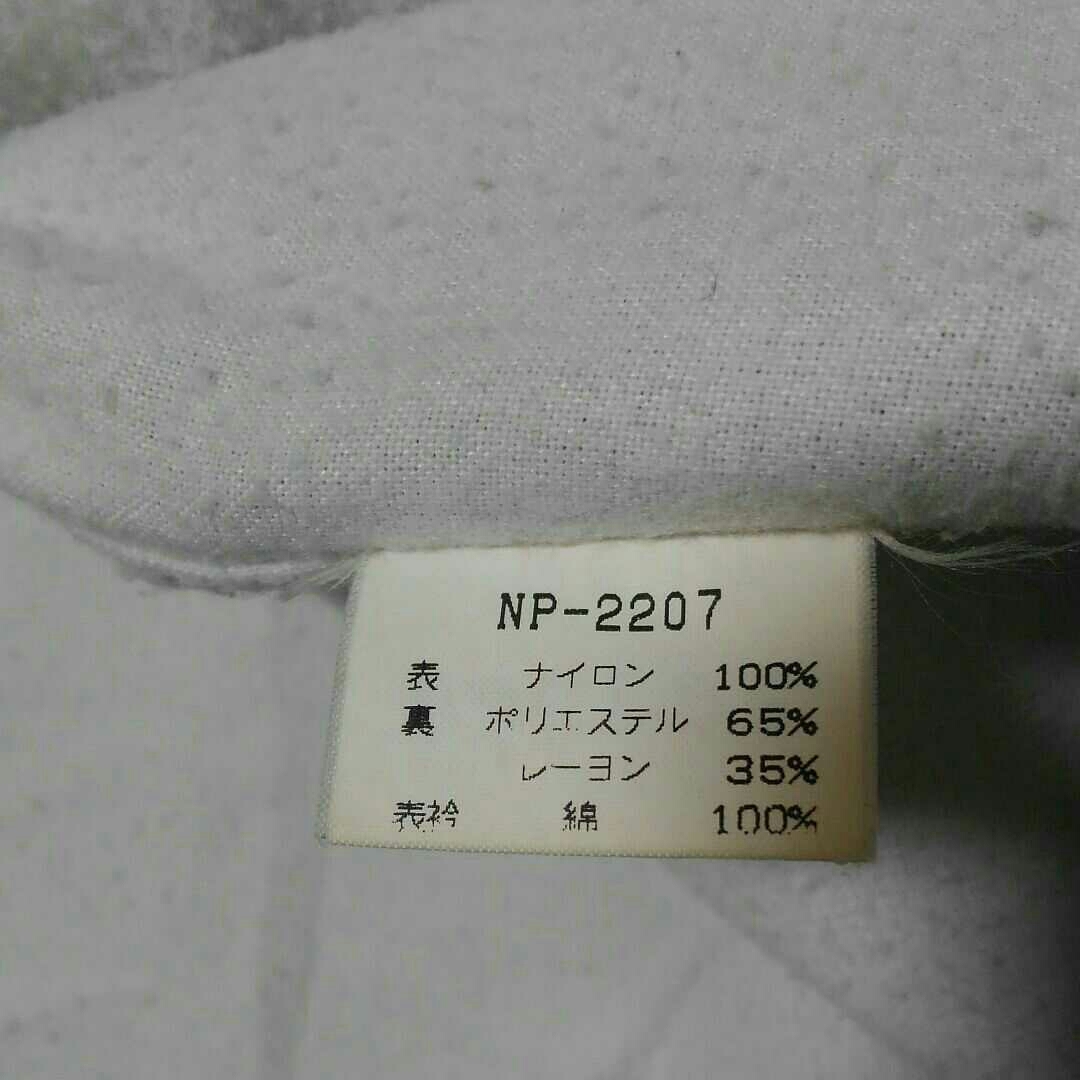 NP-2207
表 ナイロン 100%
裏 ポリエステル 65%
レーヨン 35%
表衿 綿 100%